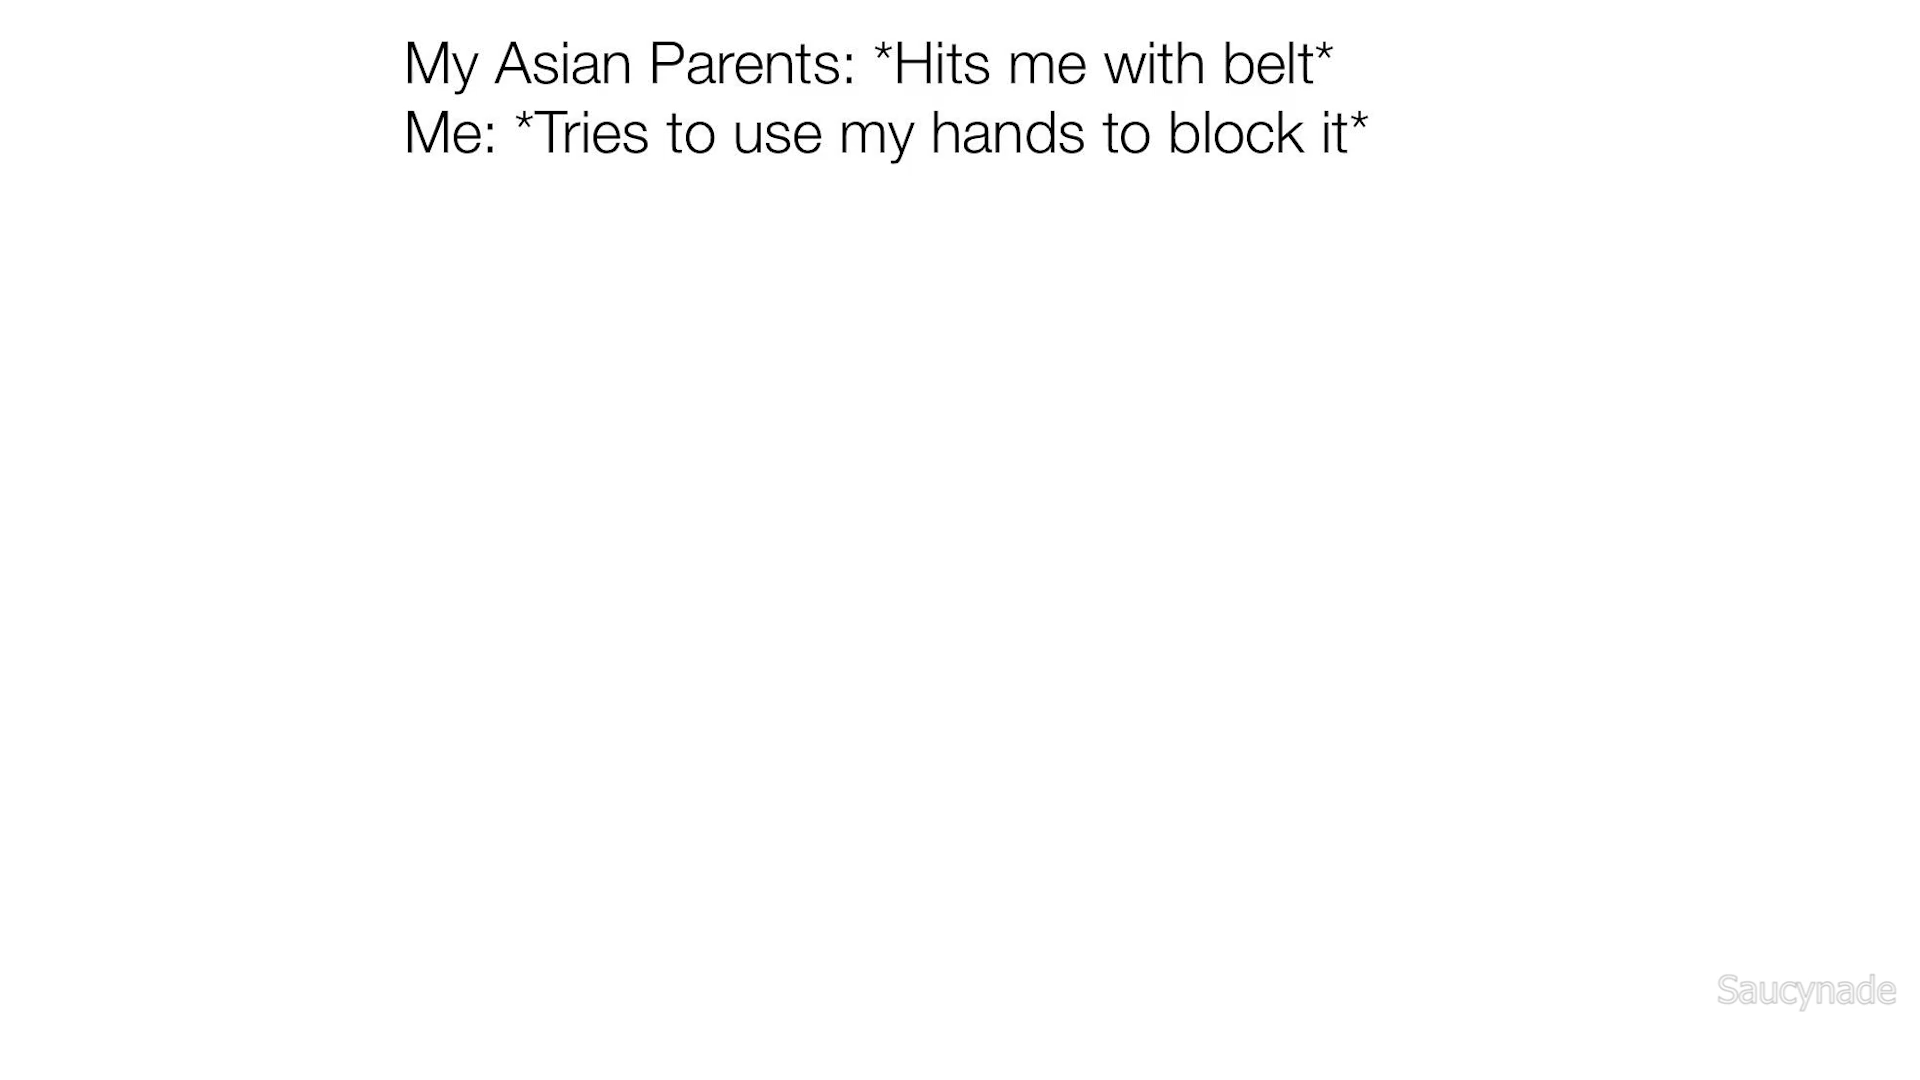 My Asian Parents: *Hits me with belt*
Me: *Tries to use my hands to block it*
Saucynade